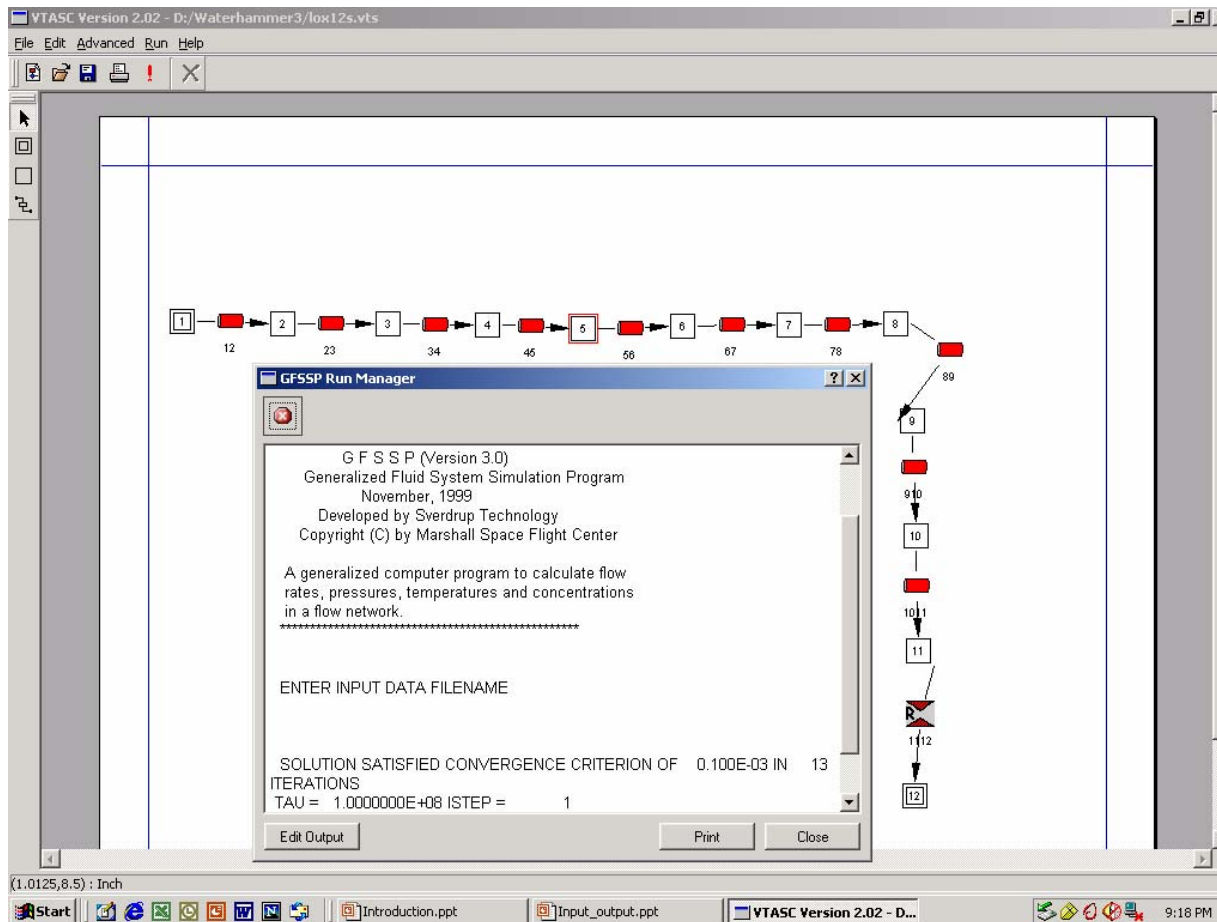 VTASC Version 2.02 - D:/Waterhammer3/lox12s.vts
File Edit Advanced Run Help
1 2 3 4 5 6 7 8
12 23 34 45 56 67 78
89
9
910
10
1011
11
R
1112
12
GFSSP Run Manager
G F S S P (Version 3.0)
Generalized Fluid System Simulation Program
November, 1999
Developed by Sverdrup Technology
Copyright (C) by Marshall Space Flight Center
A generalized computer program to calculate flow
rates, pressures, temperatures and concentrations
in a flow network.
**************************************************
ENTER INPUT DATA FILENAME
SOLUTION SATISFIED CONVERGENCE CRITERION OF 0.100E-03 IN 13
ITERATIONS
TAU = 1.0000000E+08 ISTEP = 1
Edit Output Print Close
(1.0125,8.5) : Inch
Start Introduction.ppt Input_output.ppt VTASC Version 2.02 - D... 9:18 PM